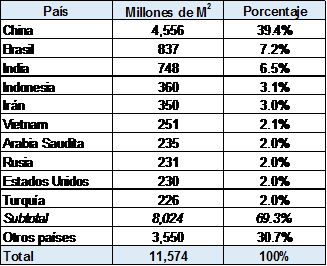 País Millones de M2 Porcentaje
China 4,556 39.4%
Brasil 837 7.2%
India 748 6.5%
Indonesia 360 3.1%
Irán 350 3.0%
Vietnam 251 2.1%
Arabia Saudita 235 2.0%
Rusia 231 2.0%
Estados Unidos 230 2.0%
Turquía 226 2.0%
Subtotal 8,024 69.3%
Otros países 3,550 30.7%
Total 11,574 100%